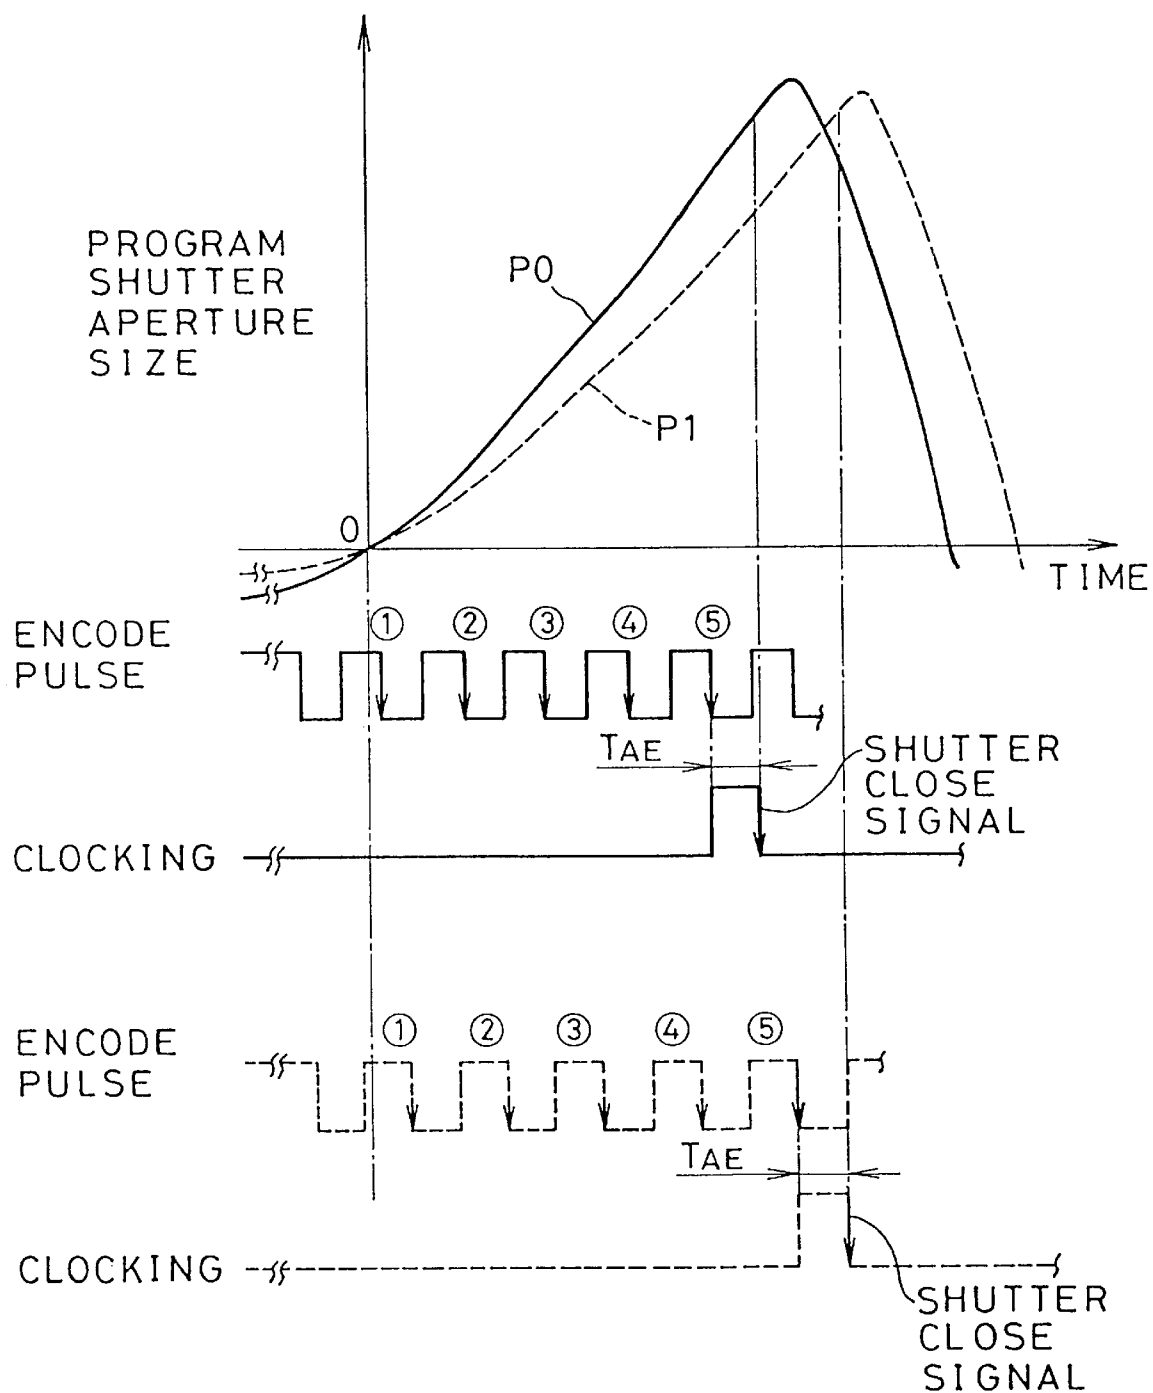 PROGRAM
SHUTTER
APERTURE
SIZE
P0
P1
0
TIME
ENCODE
PULSE
① ② ③ ④ ⑤
TAE
SHUTTER
CLOSE
SIGNAL
CLOCKING
ENCODE
PULSE
① ② ③ ④ ⑤
TAE
CLOCKING
SHUTTER
CLOSE
SIGNAL